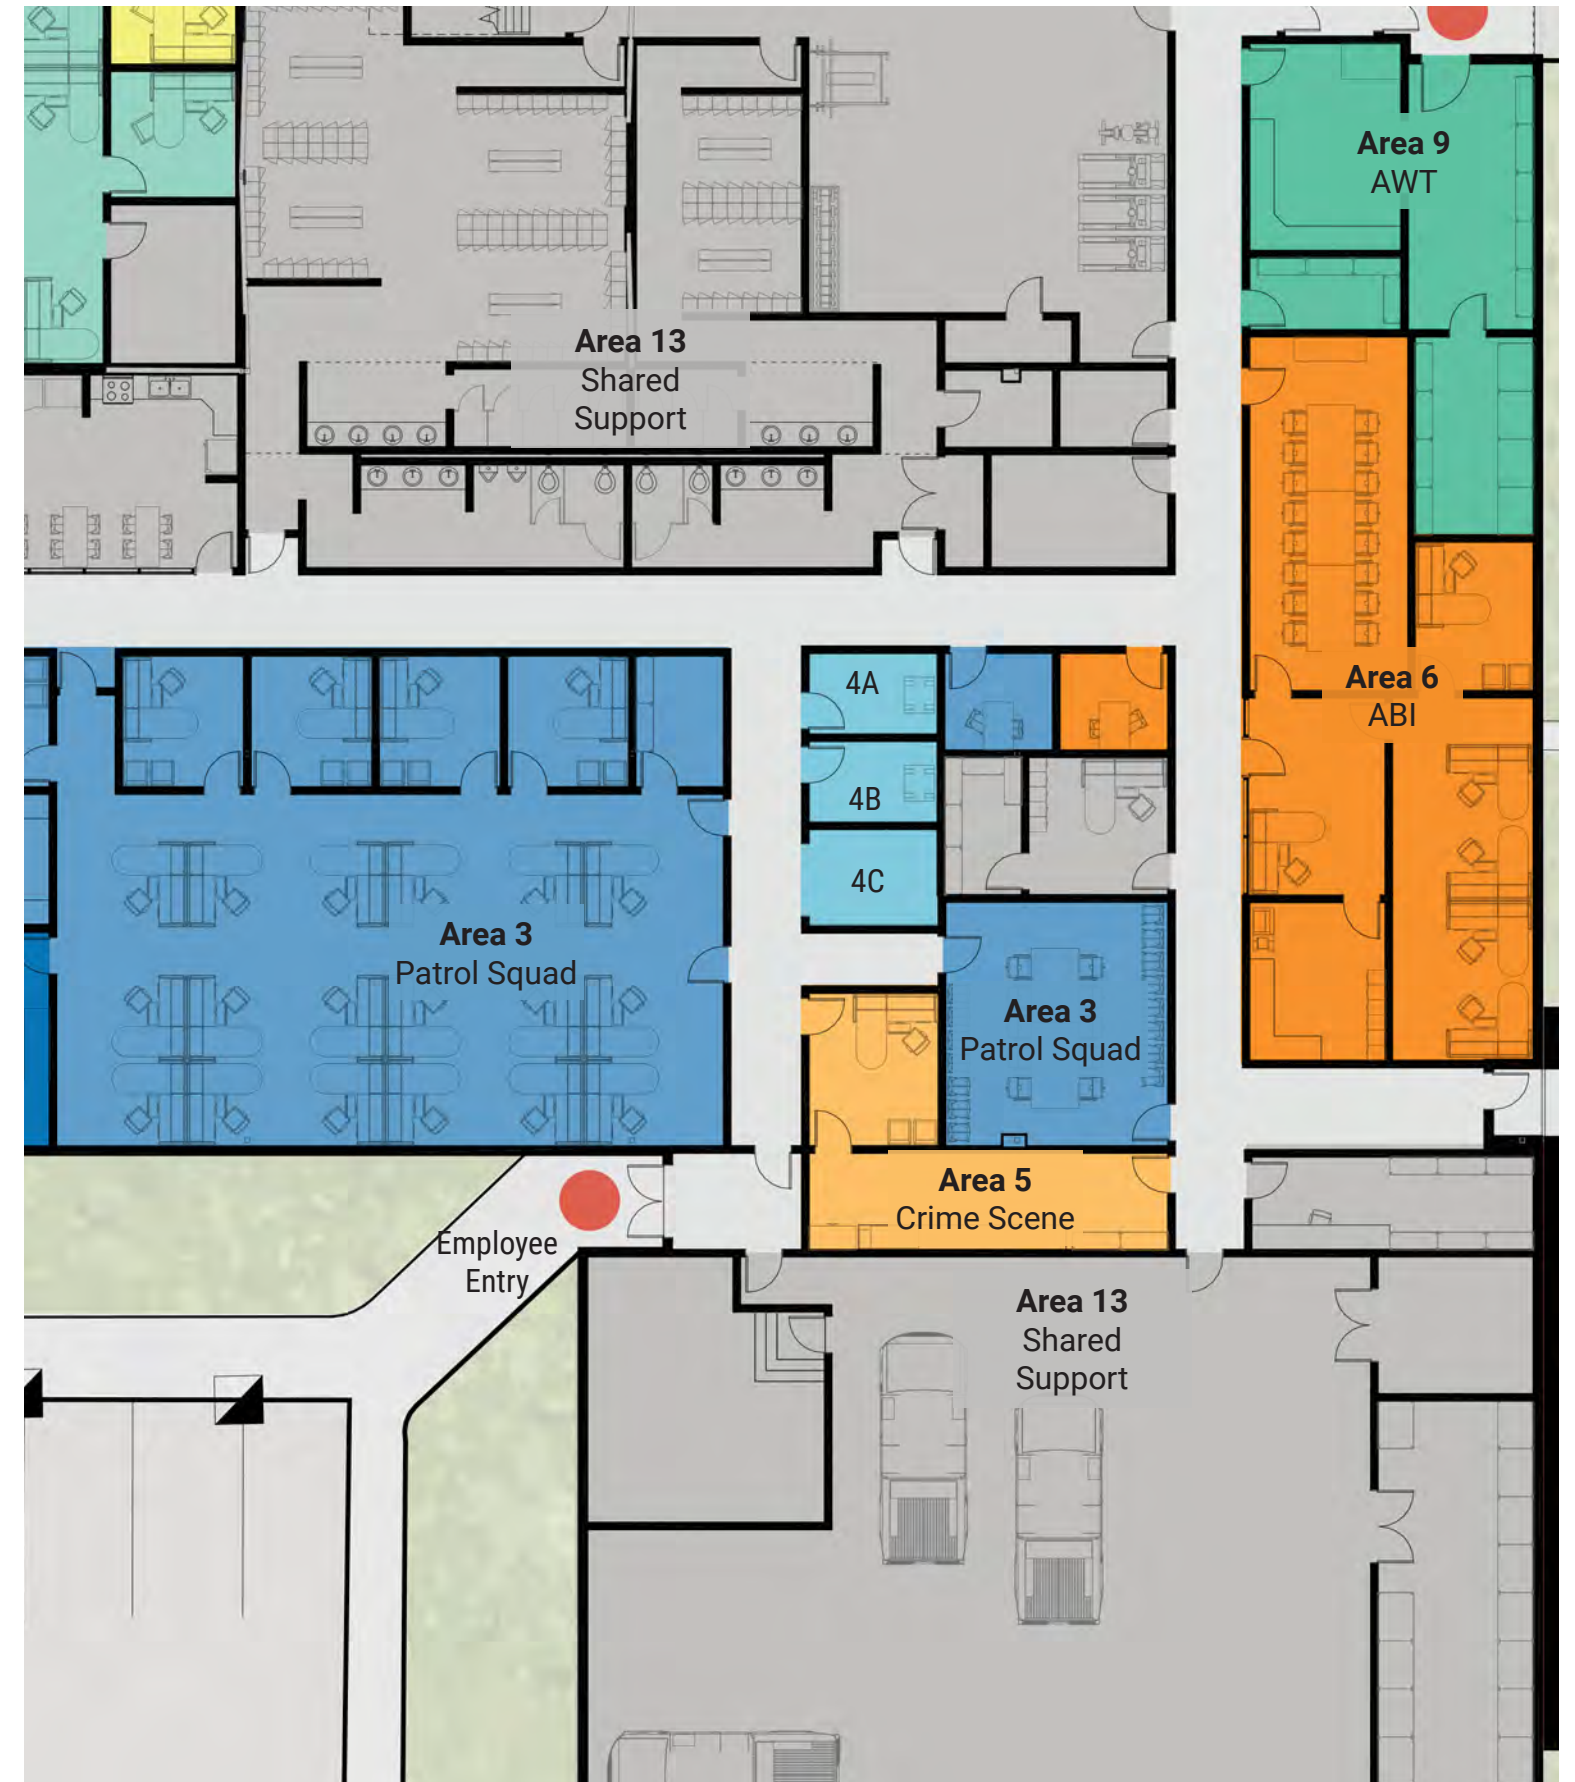 Area 9
AWT
Area 13
Shared
Support
Area 6
ABI
4A
4B
4C
Area 3
Patrol Squad
Area 3
Patrol Squad
Area 5
Crime Scene
Employee
Entry
Area 13
Shared
Support